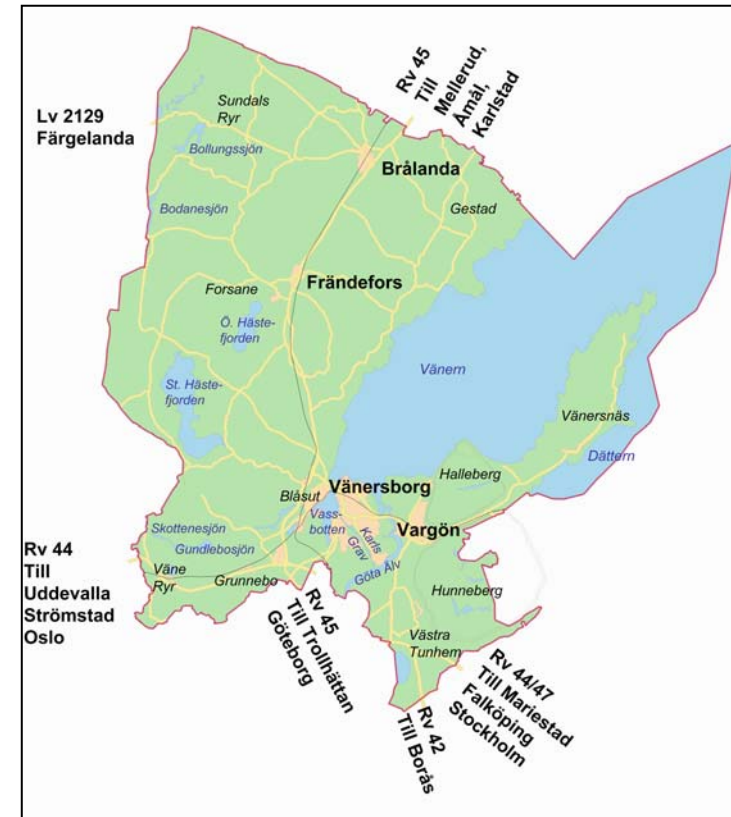 Rv 45
Till
Mellerud,
Åmål,
Karlstad
Lv 2129
Färgelanda
Sundals
Ryr
Bollungssjön
Brålanda
Bodanesjön
Gestad
Forsane
Frändefors
Ö. Häste-
fjorden
St. Häste-
fjorden
Vänern
Vänersnäs
Dättern
Halleberg
Blåsut
Vänersborg
Vass-
botten
Vargön
Karls
Grav
Skottenesjön
Gundlebosjön
Göta Älv
Rv 44
Till
Uddevalla
Strömstad
Oslo
Väne
Ryr
Grunnebo
Hunneberg
Västra
Tunhem
Rv 45
Till Trollhättan
Göteborg
Rv 44/47
Till Mariestad
Falköping
Stockholm
Rv 42
Till Borås